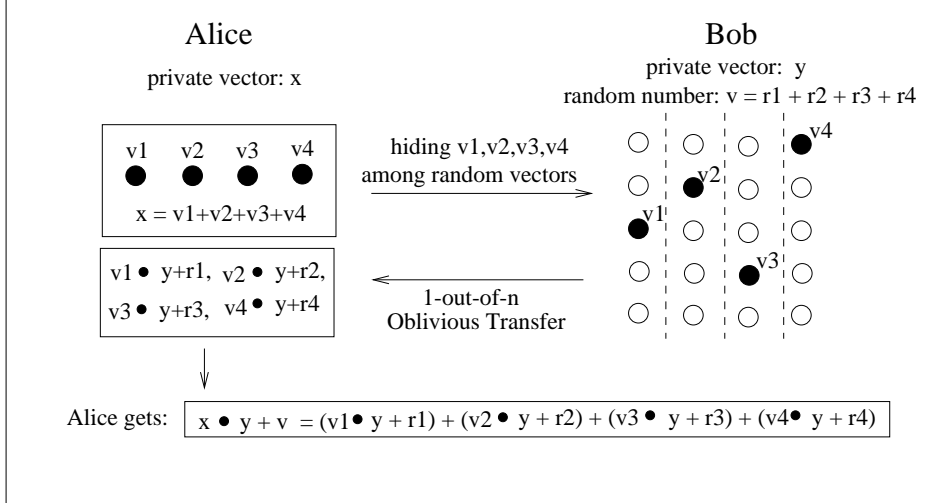 Alice
Bob
private vector: x
private vector: y
random number: v = r1 + r2 + r3 + r4
v1 v2 v3 v4
x = v1+v2+v3+v4
hiding v1,v2,v3,v4
among random vectors
v4
v2
v1
v3
v1 • y+r1, v2 • y+r2,
v3 • y+r3, v4 • y+r4
1-out-of-n
Oblivious Transfer
Alice gets: x • y + v = (v1• y + r1) + (v2 • y + r2) + (v3 • y + r3) + (v4• y + r4)